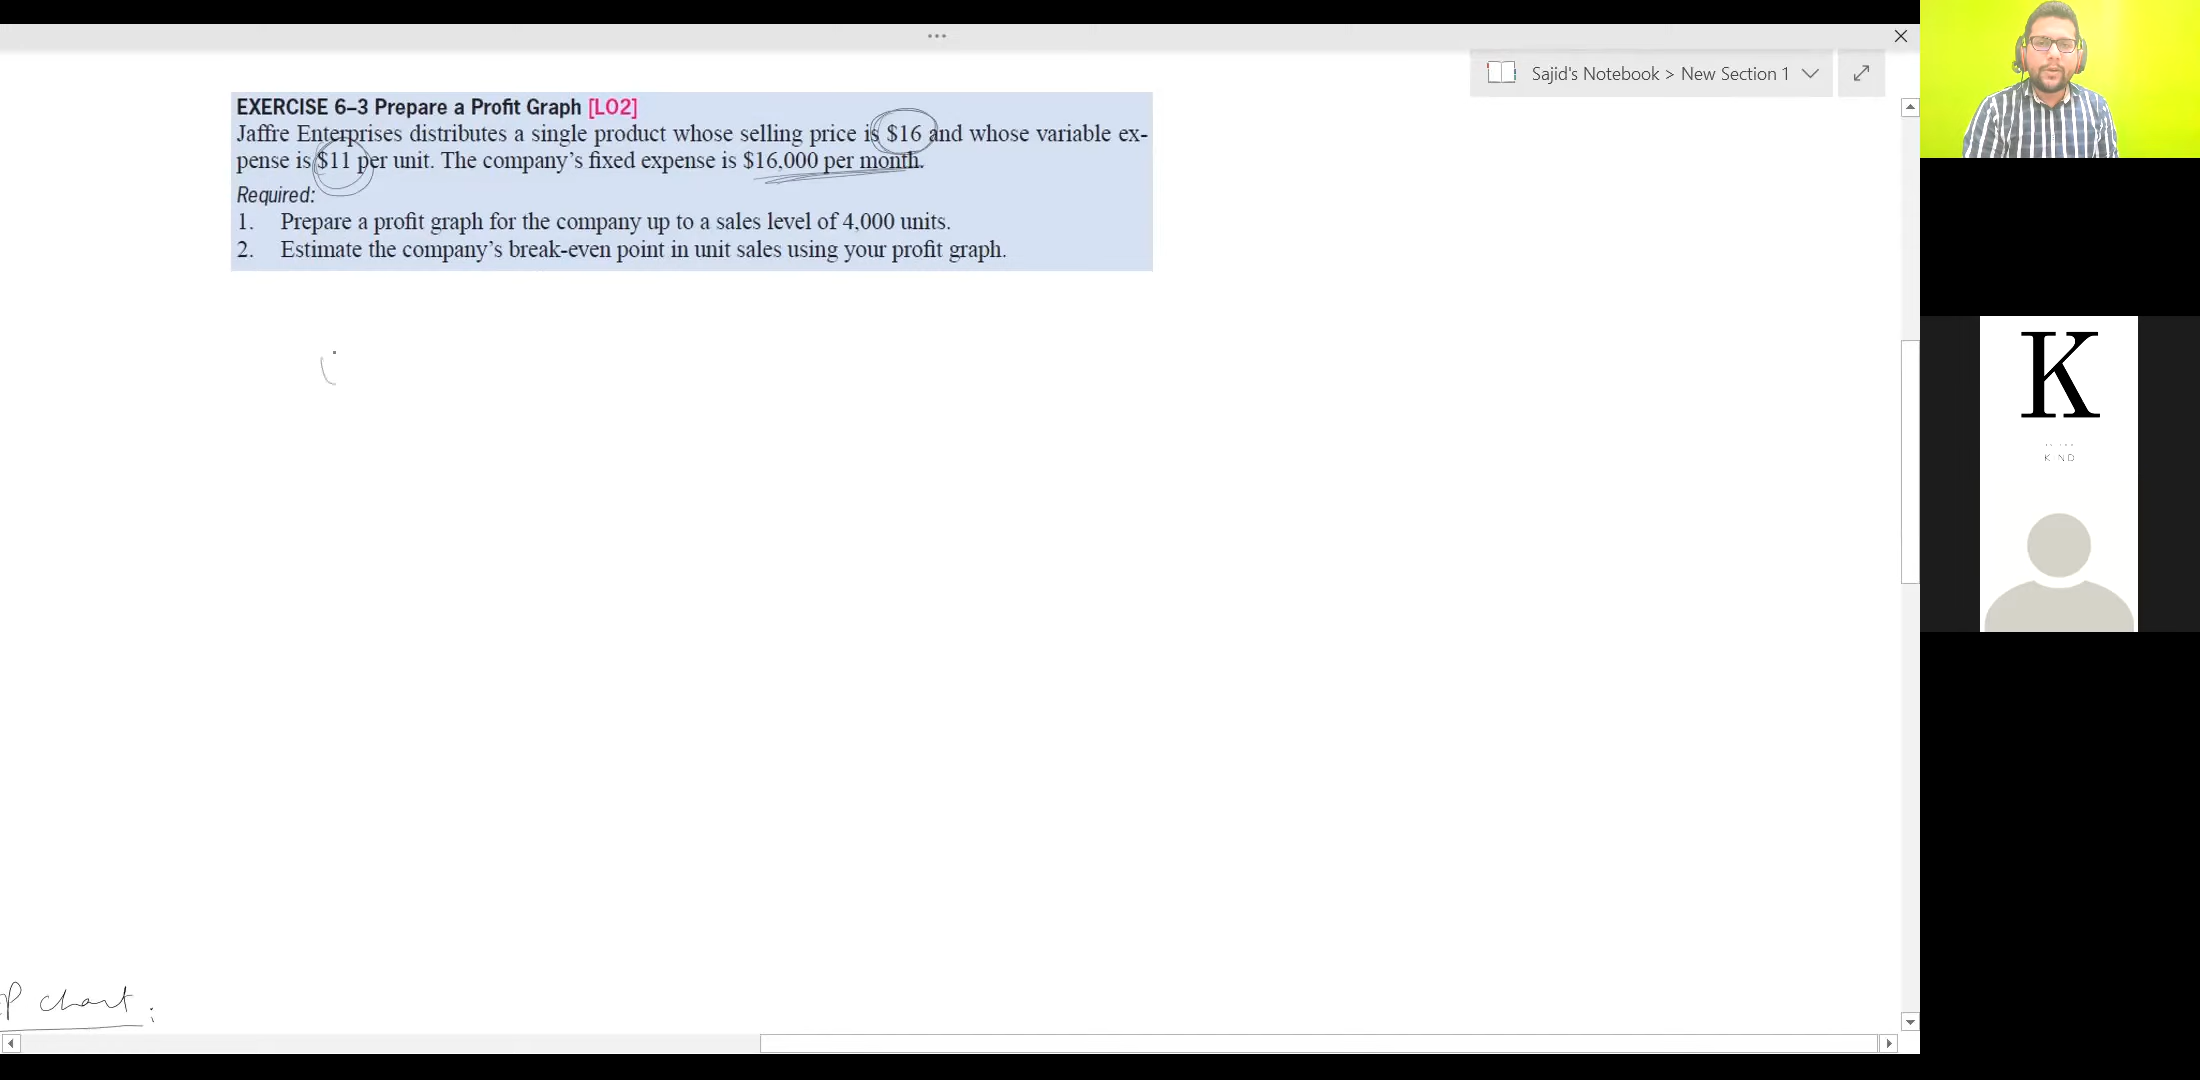 Sajid's Notebook > New Section 1
EXERCISE 6–3 Prepare a Profit Graph [LO2]
Jaffre Enterprises distributes a single product whose selling price is $16 and whose variable ex-
pense is $11 per unit. The company’s fixed expense is $16,000 per month.
Required:
1. Prepare a profit graph for the company up to a sales level of 4,000 units.
2. Estimate the company’s break-even point in unit sales using your profit graph.
P chart :
K
K ND